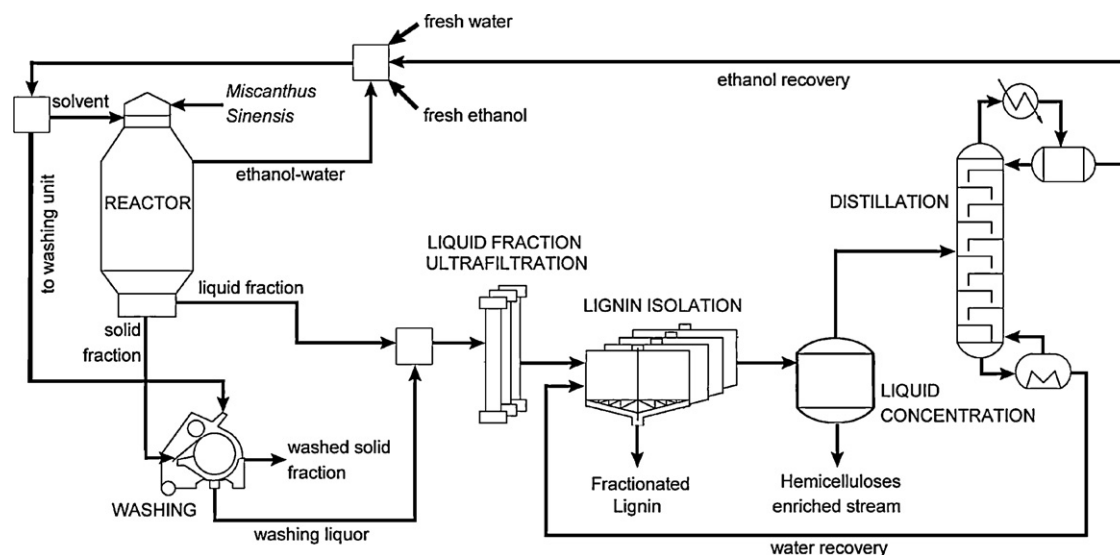 fresh water
ethanol recovery
solvent
Miscanthus
Sinensis
fresh ethanol
ethanol-water
to washing unit
REACTOR
DISTILLATION
LIQUID FRACTION
ULTRAFILTRATION
liquid fraction
LIGNIN ISOLATION
solid
fraction
LIQUID
CONCENTRATION
washed solid
fraction
WASHING
washing liquor
Fractionated
Lignin
Hemicelluloses
enriched stream
water recovery